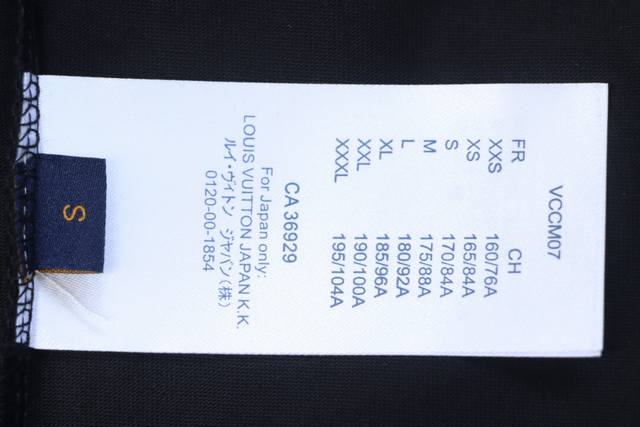 VCCM07
FR CH
XXS 160/76A
XS 165/84A
S 170/84A
M 175/88A
L 180/92A
XL 185/96A
XXL 190/100A
XXXL 195/104A
CA 36929
For Japan only:
LOUIS VUITTON JAPAN K.K.
ルイ・ヴィトン ジャパン(株)
0120-00-1854
S